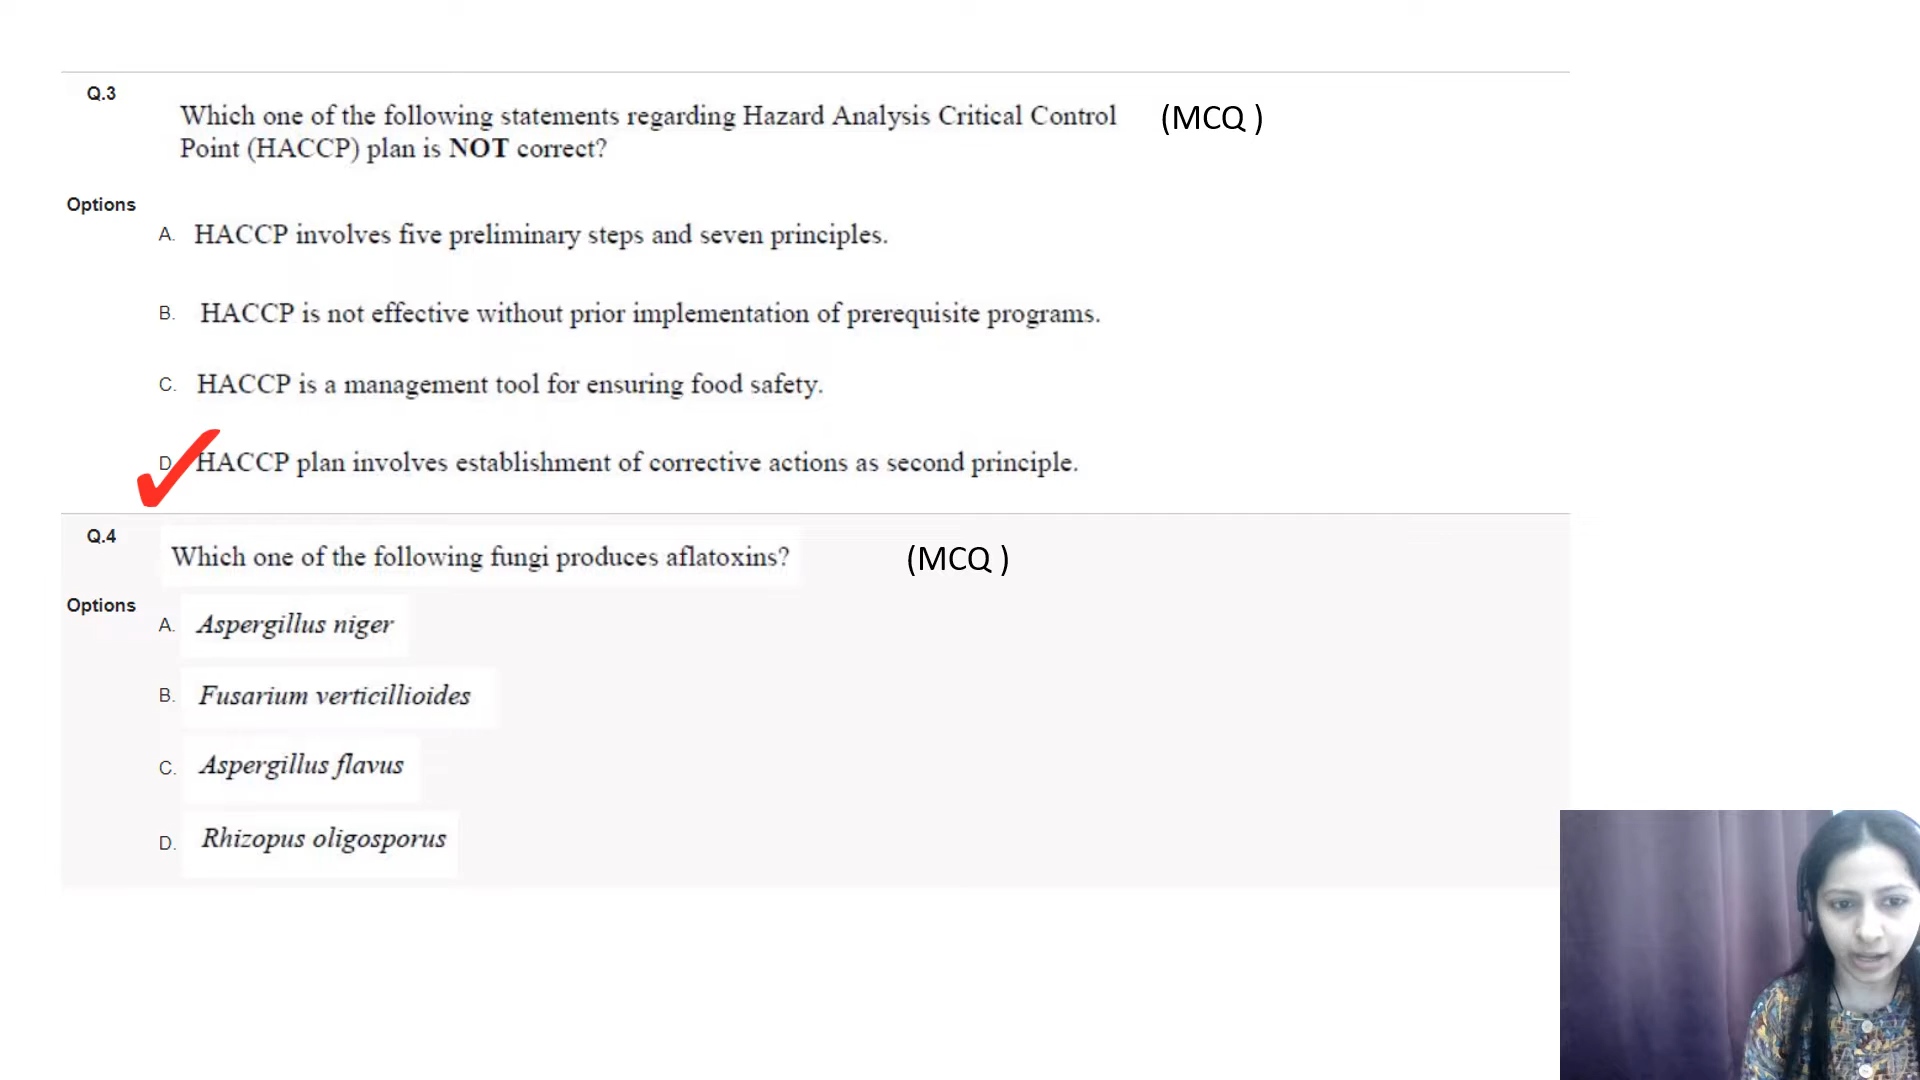 Q.3
Which one of the following statements regarding Hazard Analysis Critical Control (MCQ )
Point (HACCP) plan is NOT correct?
Options
A. HACCP involves five preliminary steps and seven principles.
B. HACCP is not effective without prior implementation of prerequisite programs.
C. HACCP is a management tool for ensuring food safety.
D HACCP plan involves establishment of corrective actions as second principle.
Q.4
Which one of the following fungi produces aflatoxins? (MCQ )
Options
A. Aspergillus niger
B. Fusarium verticillioides
C. Aspergillus flavus
D. Rhizopus oligosporus